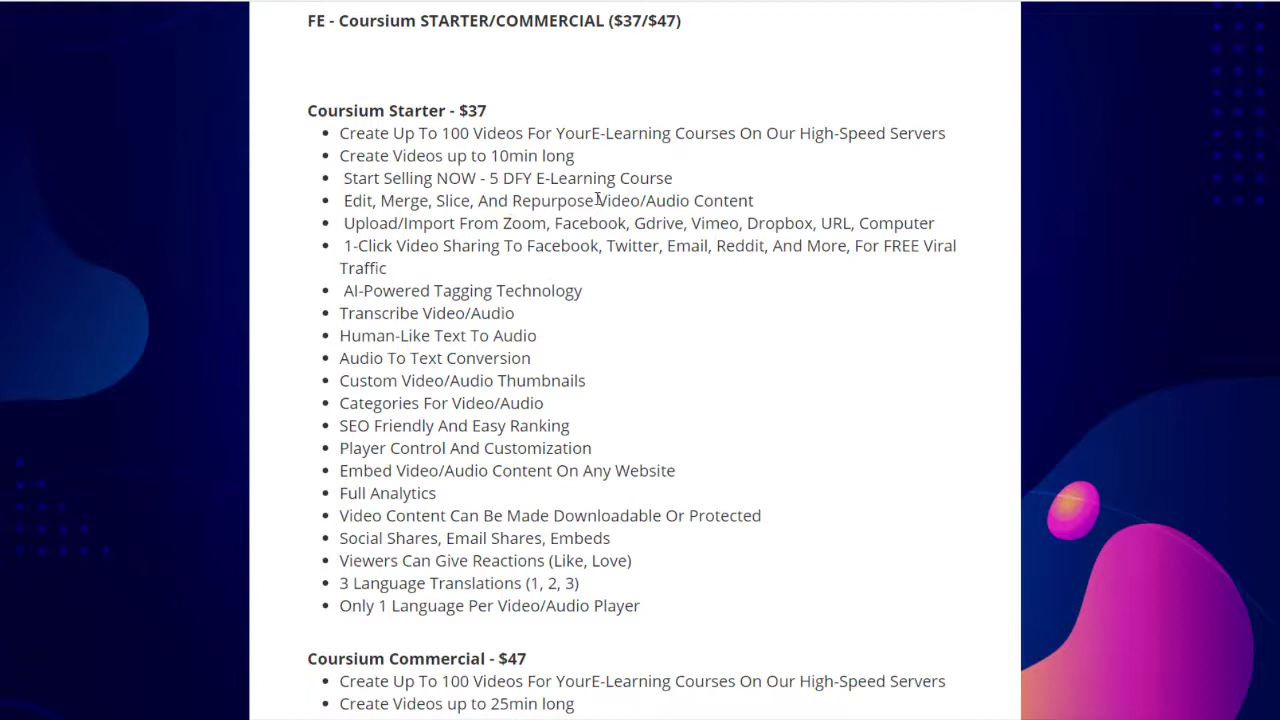 FE - Coursium STARTER/COMMERCIAL ($37/$47)
Coursium Starter - $37
Create Up To 100 Videos For YourE-Learning Courses On Our High-Speed Servers
Create Videos up to 10min long
Start Selling NOW - 5 DFY E-Learning Course
Edit, Merge, Slice, And Repurpose Video/Audio Content
Upload/Import From Zoom, Facebook, Gdrive, Vimeo, Dropbox, URL, Computer
1-Click Video Sharing To Facebook, Twitter, Email, Reddit, And More, For FREE Viral
Traffic
AI-Powered Tagging Technology
Transcribe Video/Audio
Human-Like Text To Audio
Audio To Text Conversion
Custom Video/Audio Thumbnails
Categories For Video/Audio
SEO Friendly And Easy Ranking
Player Control And Customization
Embed Video/Audio Content On Any Website
Full Analytics
Video Content Can Be Made Downloadable Or Protected
Social Shares, Email Shares, Embeds
Viewers Can Give Reactions (Like, Love)
3 Language Translations (1, 2, 3)
Only 1 Language Per Video/Audio Player
Coursium Commercial - $47
Create Up To 100 Videos For YourE-Learning Courses On Our High-Speed Servers
Create Videos up to 25min long